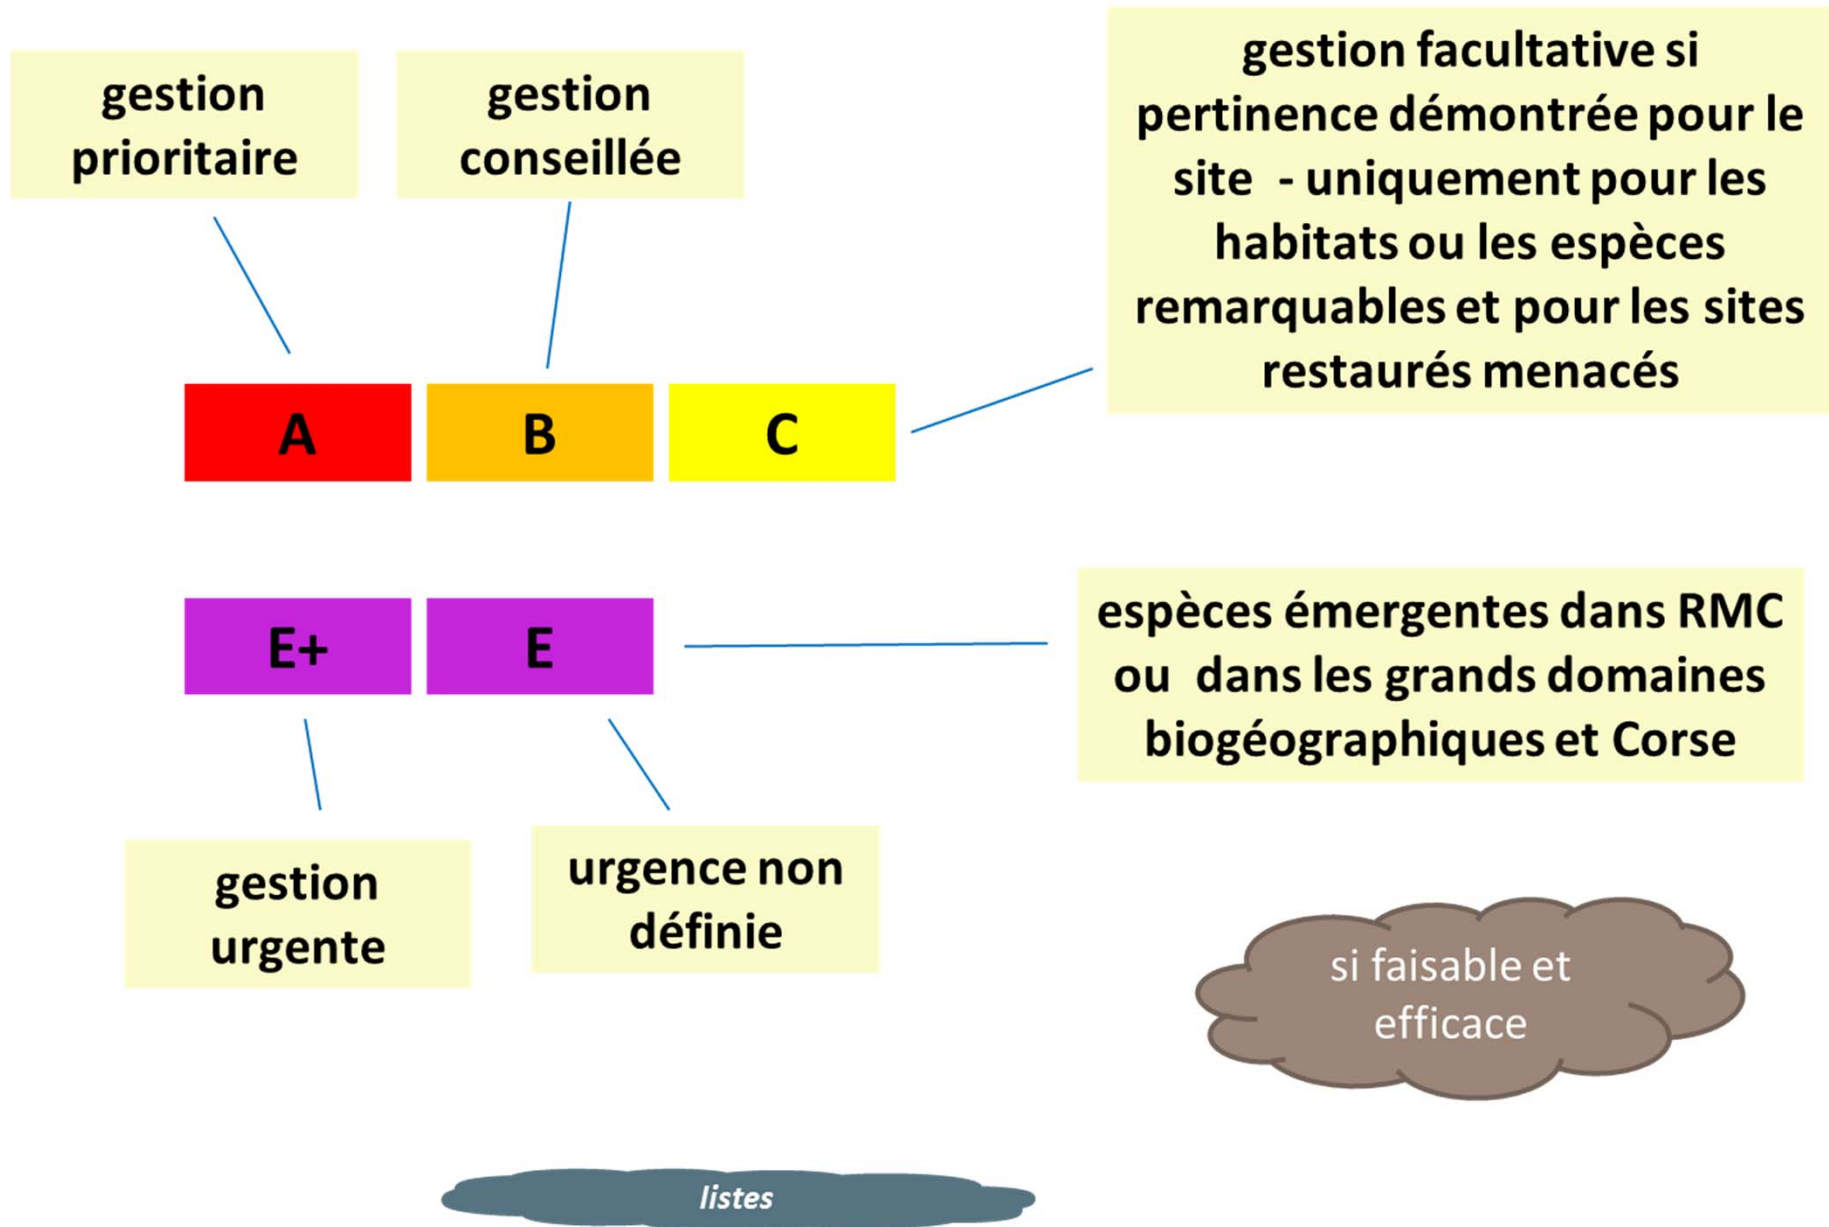 gestion
prioritaire
gestion
conseillée
gestion facultative si
pertinence démontrée pour le
site - uniquement pour les
habitats ou les espèces
remarquables et pour les sites
restaurés menacés
A
B
C
E+
E
espèces émergentes dans RMC
ou dans les grands domaines
biogéographiques et Corse
gestion
urgente
urgence non
définie
si faisable et
efficace
listes